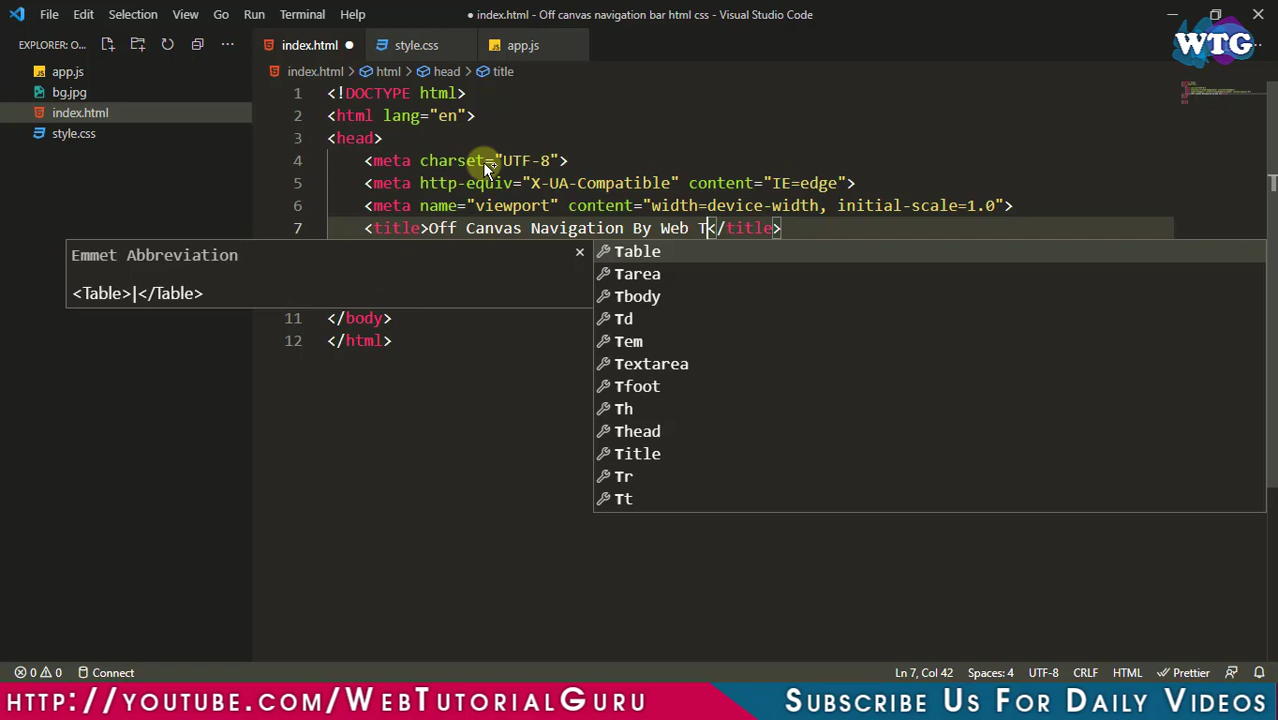 File Edit Selection View Go Run Terminal Help
● index.html - Off canvas navigation bar html css - Visual Studio Code
WTG
EXPLORER: O...
index.html ●
style.css
app.js
app.js
bg.jpg
index.html
style.css
index.html > html > head > title
1 <!DOCTYPE html>
2 <html lang="en">
3 <head>
4 <meta charset="UTF-8">
5 <meta http-equiv="X-UA-Compatible" content="IE=edge">
6 <meta name="viewport" content="width=device-width, initial-scale=1.0">
7 <title>Off Canvas Navigation By Web T</title>
Emmet Abbreviation
<Table>|</Table>
Table
Tarea
Tbody
Td
Tem
Textarea
Tfoot
Th
Thead
Title
Tr
Tt
11 </body>
12 </html>
0 0 Connect
Ln 7, Col 42 Spaces: 4 UTF-8 CRLF HTML Prettier
HTTP://YOUTUBE.COM/WEBTUTORIALGURU
SUBSCRIBE US FOR DAILY VIDEOS